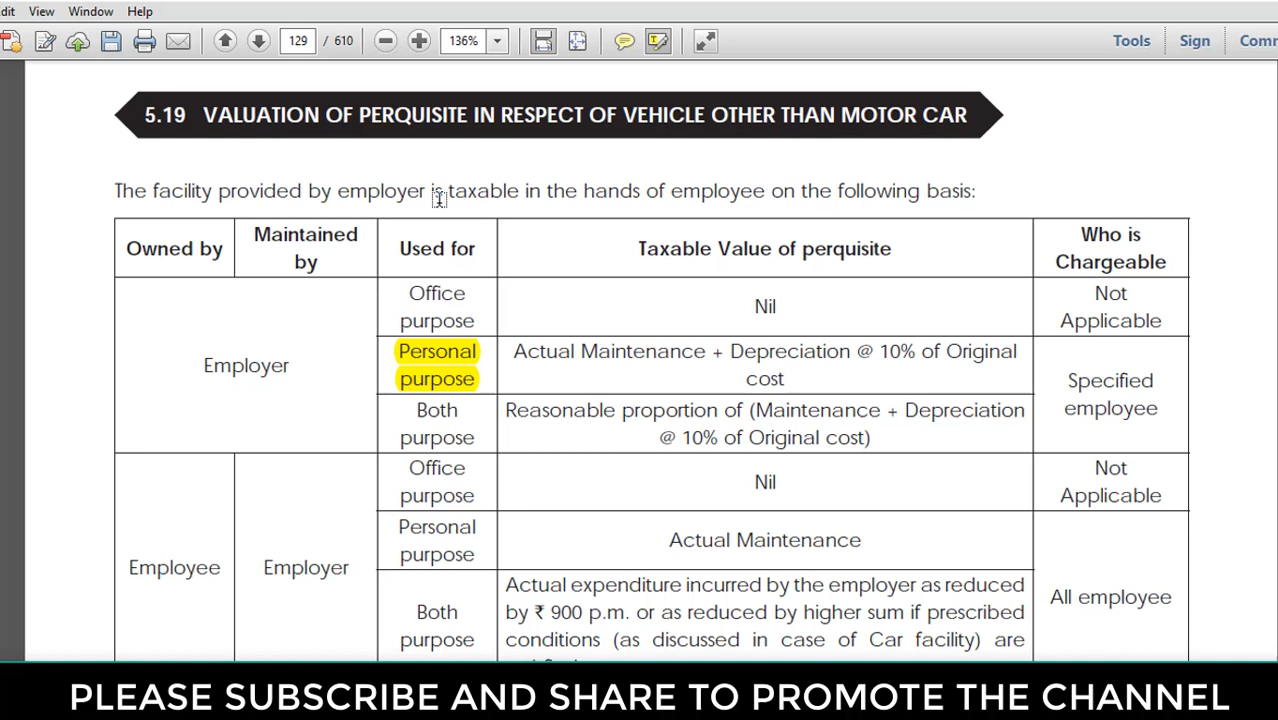 dit View Window Help
129 / 610 136% Tools Sign Comm
5.19 VALUATION OF PERQUISITE IN RESPECT OF VEHICLE OTHER THAN MOTOR CAR
The facility provided by employer is taxable in the hands of employee on the following basis:
Owned by Maintained by Used for Taxable Value of perquisite Who is Chargeable
Employer
Office purpose
Nil
Not Applicable
Personal purpose
Actual Maintenance + Depreciation @ 10% of Original
cost
Specified employee
Both purpose
Reasonable proportion of (Maintenance + Depreciation
@ 10% of Original cost)
Employee
Employer
Office purpose
Nil
Not Applicable
Personal purpose
Actual Maintenance
All employee
Both purpose
Actual expenditure incurred by the employer as reduced
by ₹ 900 p.m. or as reduced by higher sum if prescribed
conditions (as discussed in case of Car facility) are
PLEASE SUBSCRIBE AND SHARE TO PROMOTE THE CHANNEL